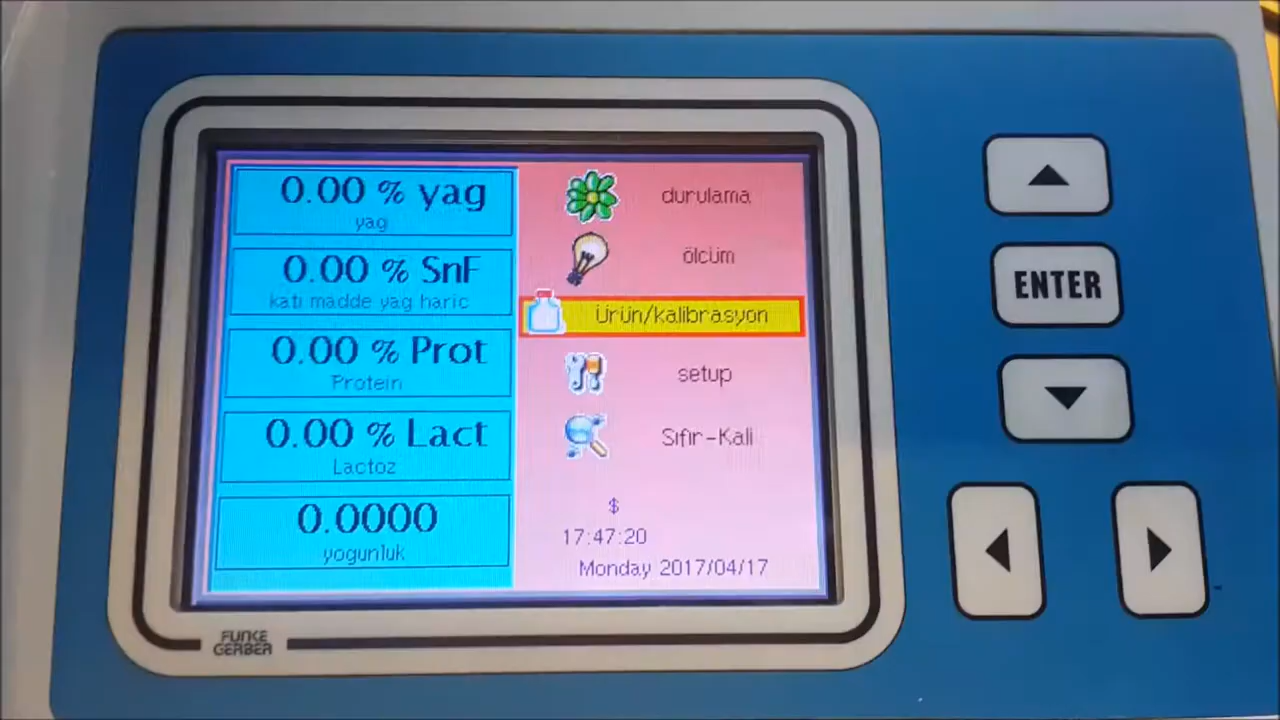 0.00 % yag
yag
0.00 % SnF
katı madde yag haric
0.00 % Prot
Protein
0.00 % Lact
Lactoz
0.0000
yogunluk
durulama
ölcüm
Ürün/kalibrasyon
setup
Sıfır-Kali
$
17:47:20
Monday 2017/04/17
ENTER
FUNKE
GERBER